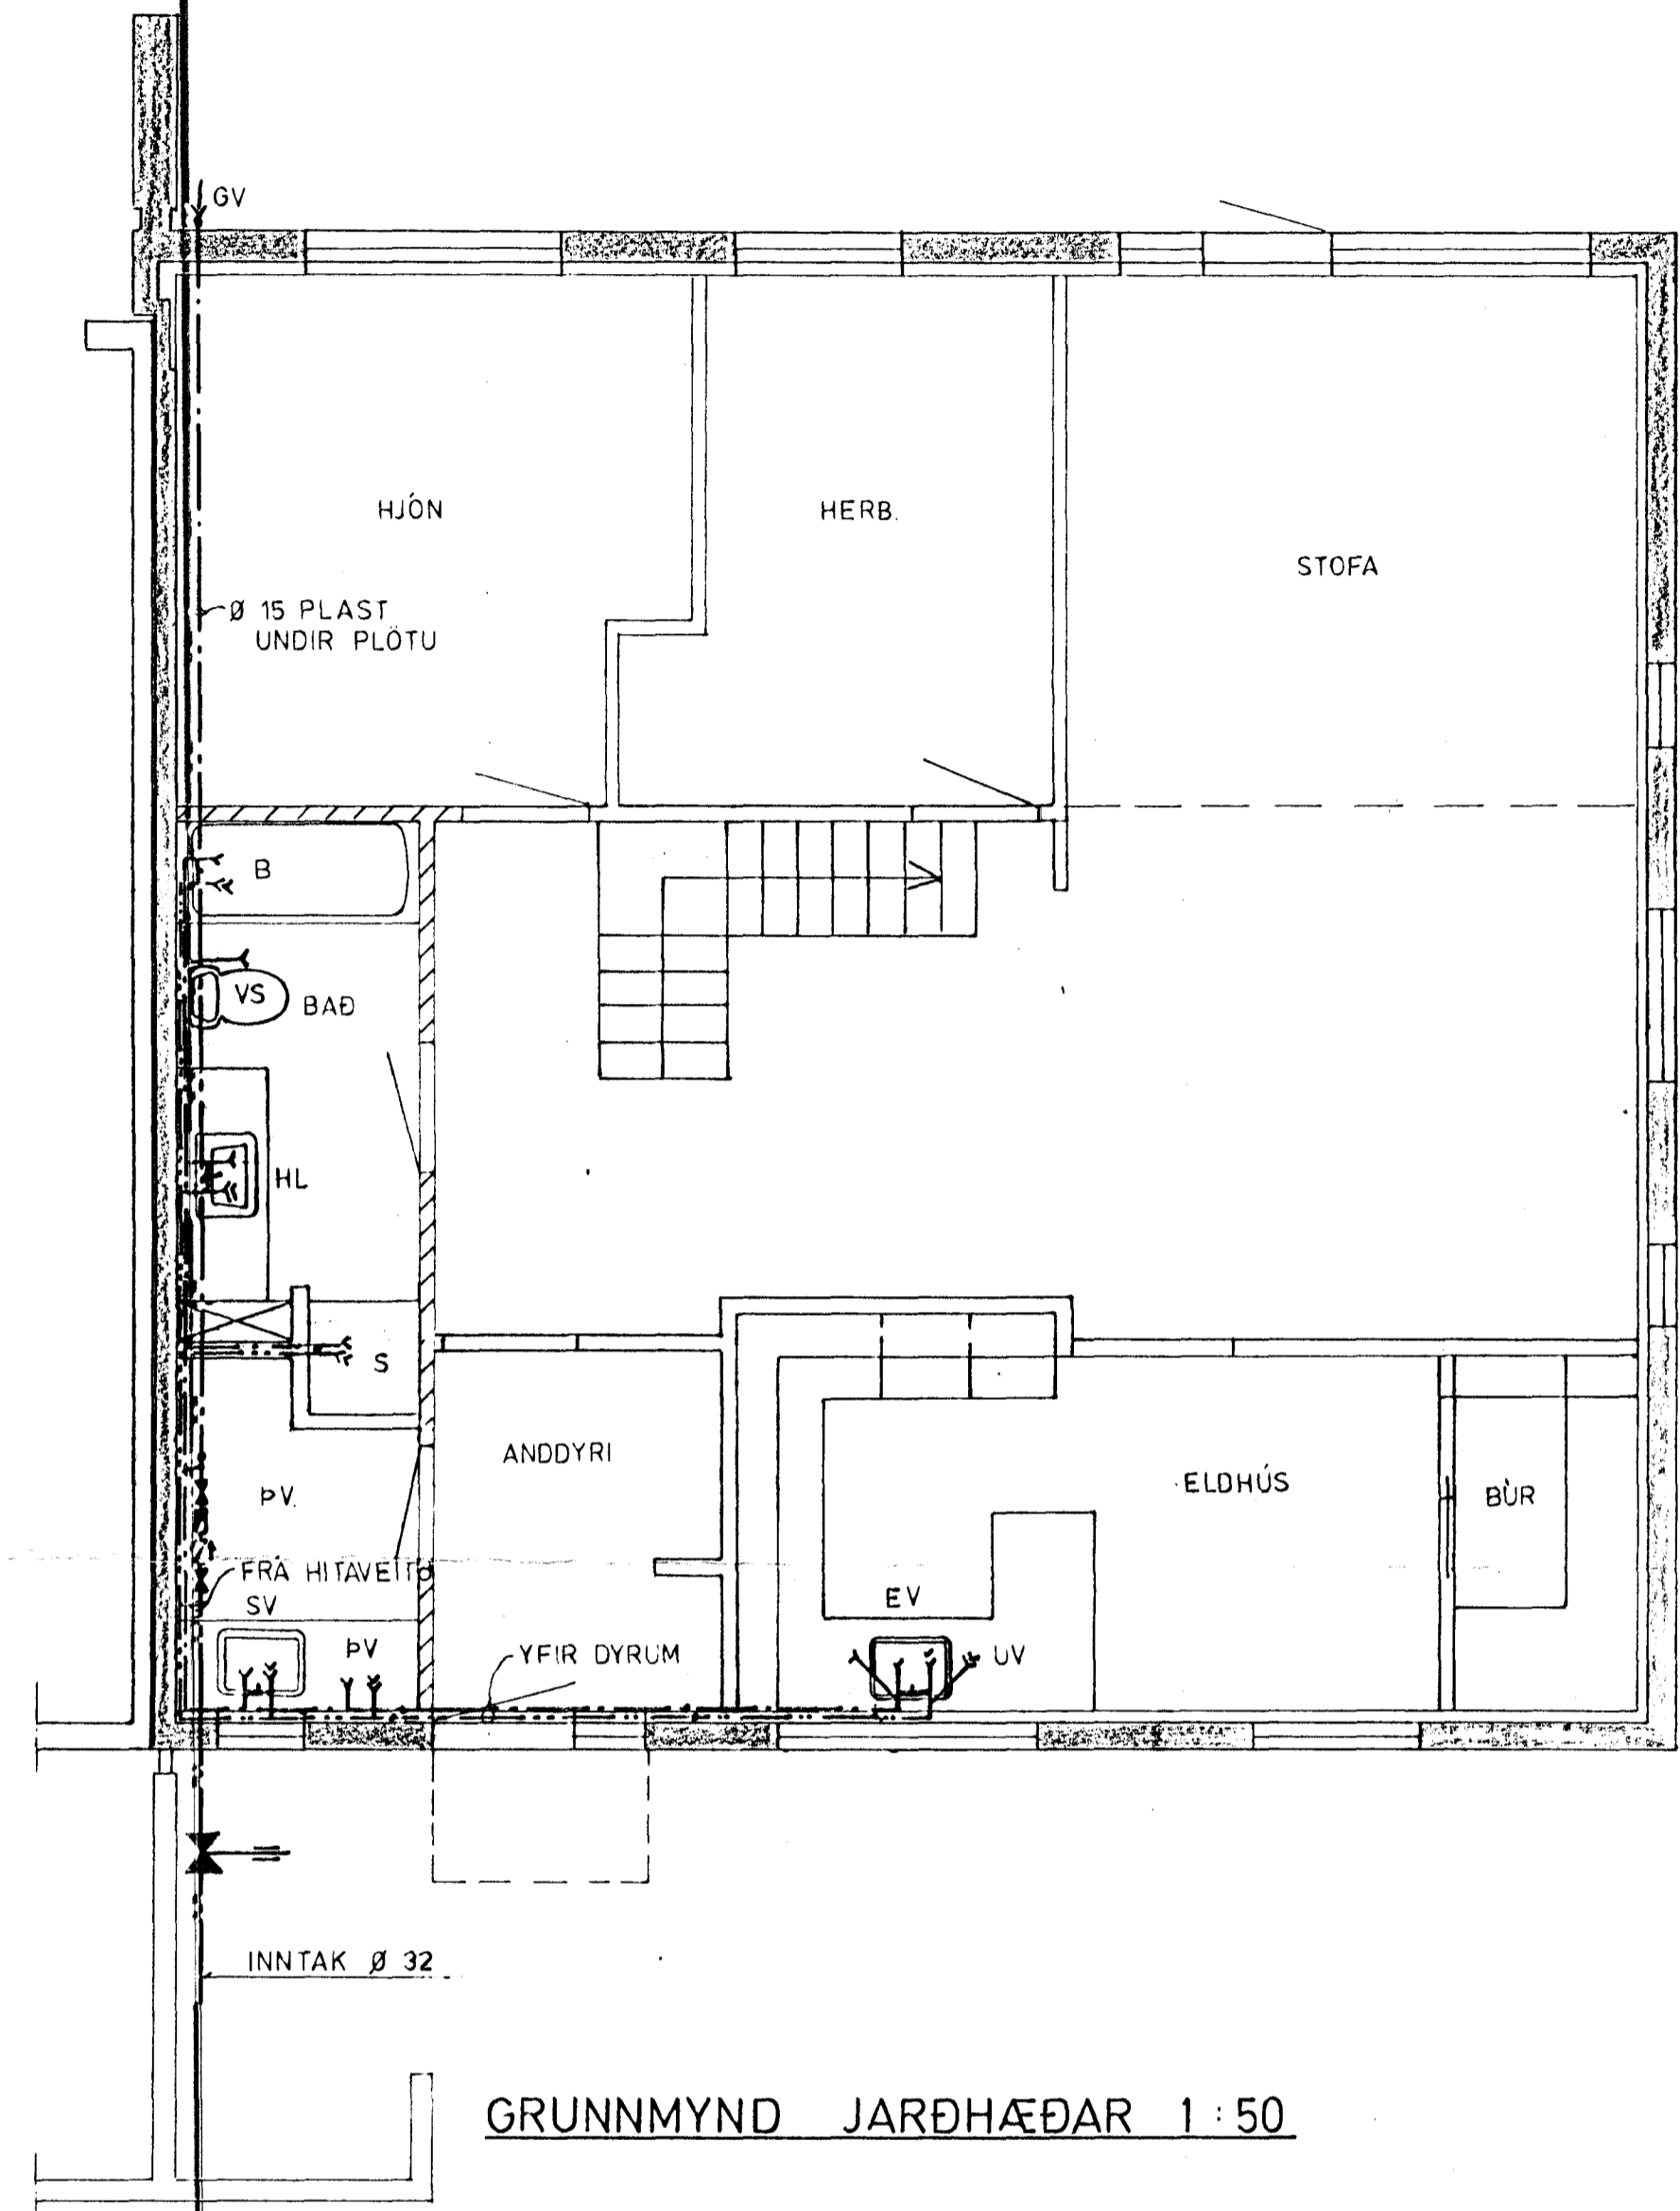 GV
HJÓN
HERB.
STOFA
Ø 15 PLAST
UNDIR PLÖTU
B
VS
BAÐ
HL
S
ANDDYRI
ÞV.
ELDHÚS
BÚR
FRÁ HITAVEITU
SV
ÞV
YFIR DYRUM
EV
UV
INNTAK Ø 32
GRUNNMYND JARÐHÆÐAR 1:50